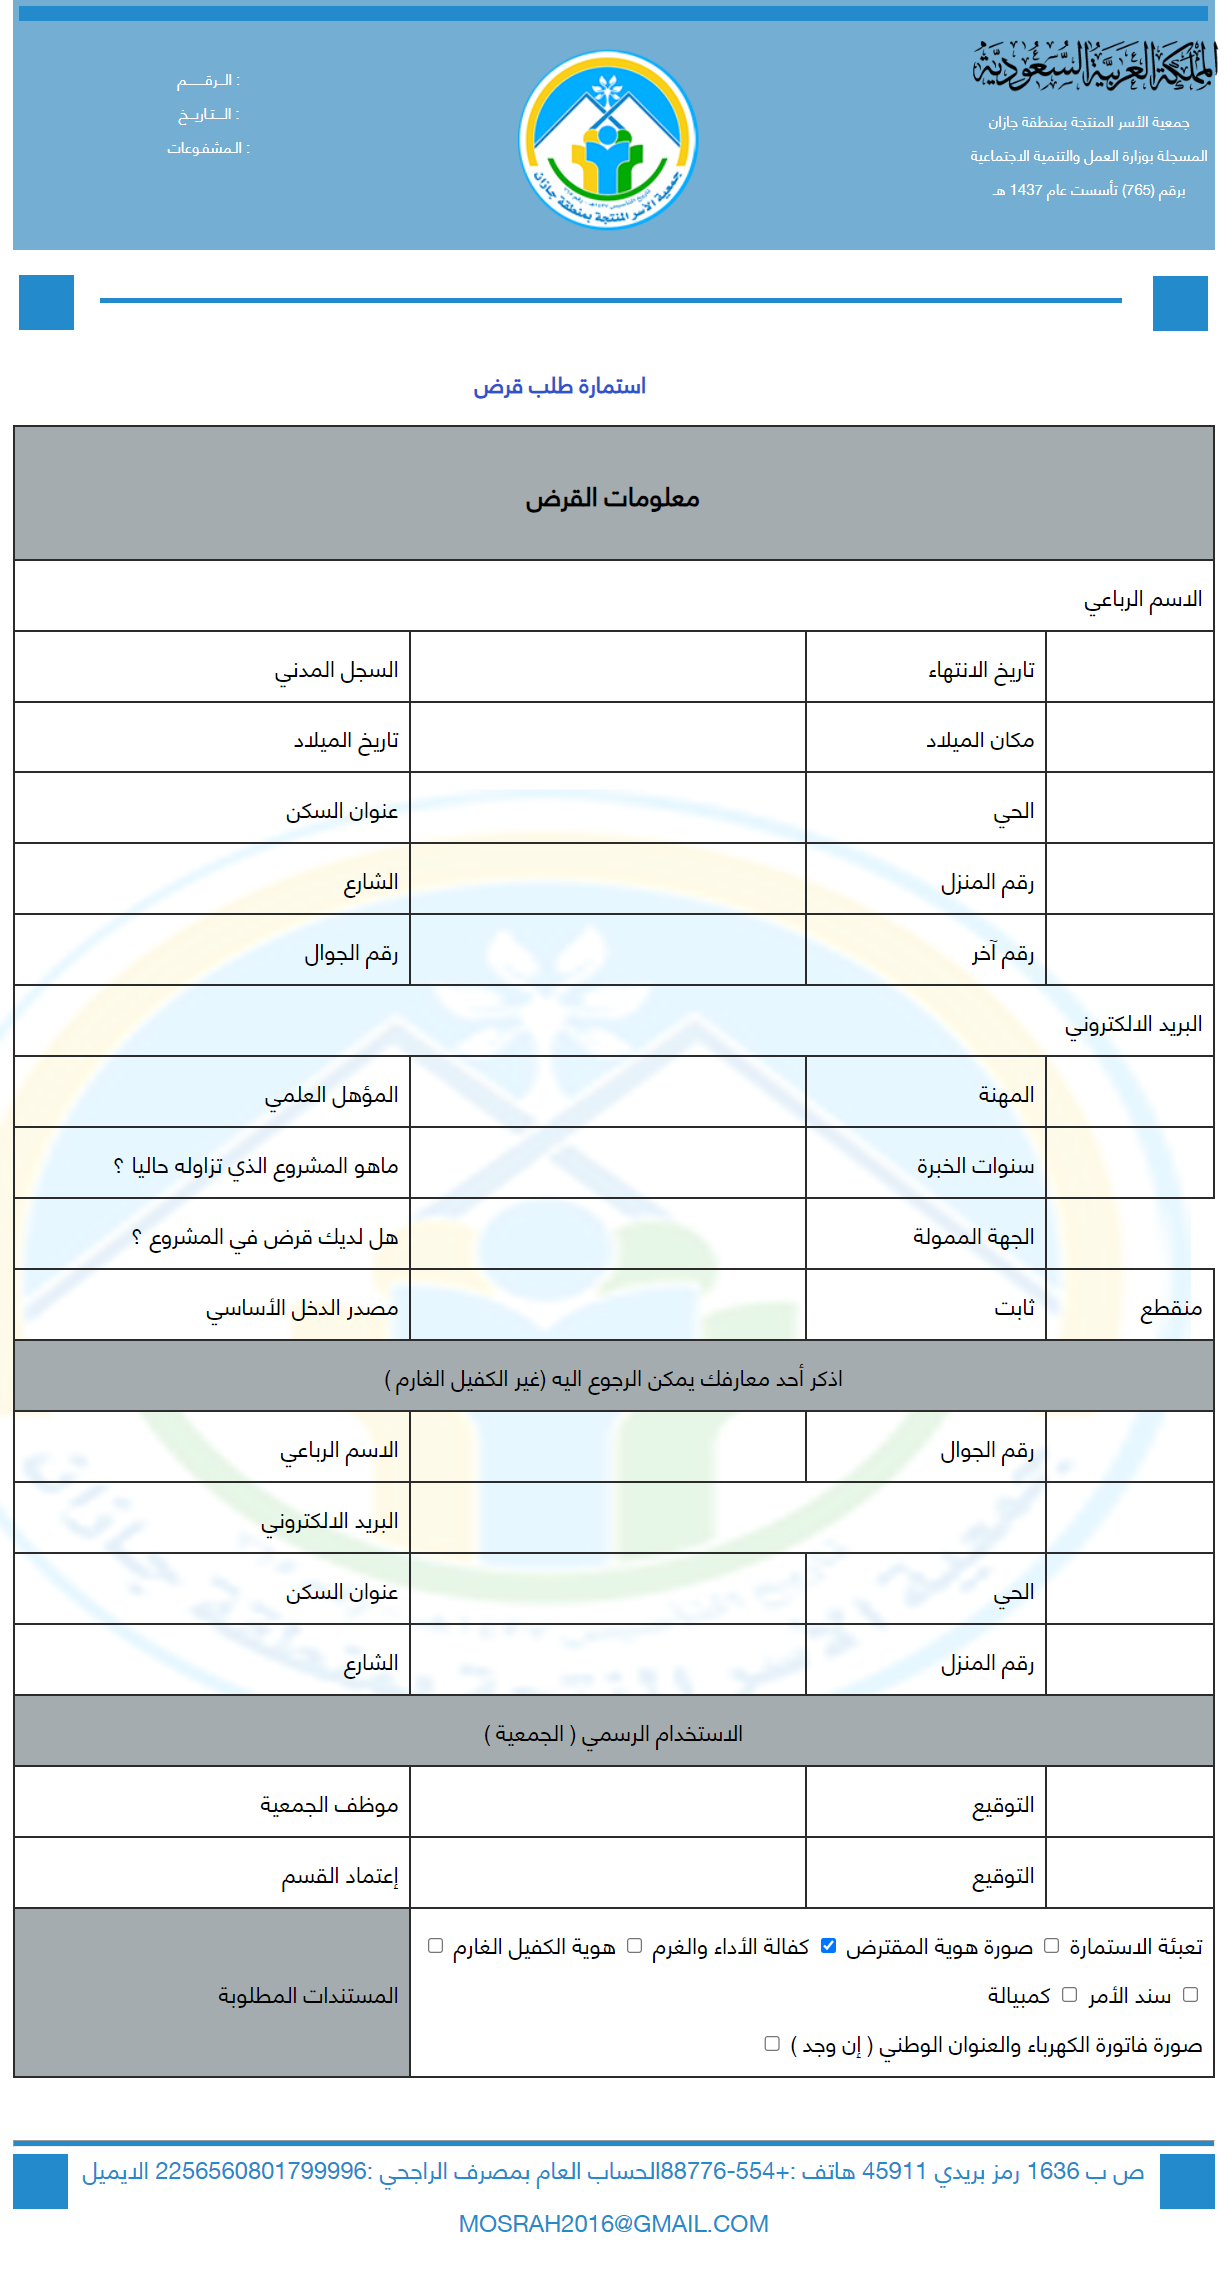 المملكة العربية السعودية
جمعية الأسر المنتجة بمنطقة جازان
المسجلة بوزارة العمل والتنمية الاجتماعية
برقم (765) تأسست عام 1437 هـ
جمعية الأسر المنتجة بمنطقة جازان
الـــرقـــــم :
الـــتـاريــخ :
الـمشفـوعات :
استمارة طلب قرض
معلومات القرض
الاسم الرباعي
تاريخ الانتهاء السجل المدني
مكان الميلاد تاريخ الميلاد
الحي عنوان السكن
رقم المنزل الشارع
رقم آخر رقم الجوال
البريد الالكتروني
المهنة المؤهل العلمي
سنوات الخبرة ماهو المشروع الذي تزاوله حاليا ؟
الجهة الممولة هل لديك قرض في المشروع ؟
منقطع ثابت مصدر الدخل الأساسي
اذكر أحد معارفك يمكن الرجوع اليه (غير الكفيل الغارم )
رقم الجوال الاسم الرباعي
البريد الالكتروني
الحي عنوان السكن
رقم المنزل الشارع
الاستخدام الرسمي ( الجمعية )
التوقيع موظف الجمعية
التوقيع إعتماد القسم
تعبئة الاستمارة صورة هوية المقترض كفالة الأداء والغرم هوية الكفيل الغارم
سند الأمر كمبيالة
صورة فاتورة الكهرباء والعنوان الوطني ( إن وجد )
المستندات المطلوبة
ص ب 1636 رمز بريدي 45911 هاتف :+554-88776الحساب العام بمصرف الراجحي :2256560801799996 الايميل
MOSRAH2016@GMAIL.COM